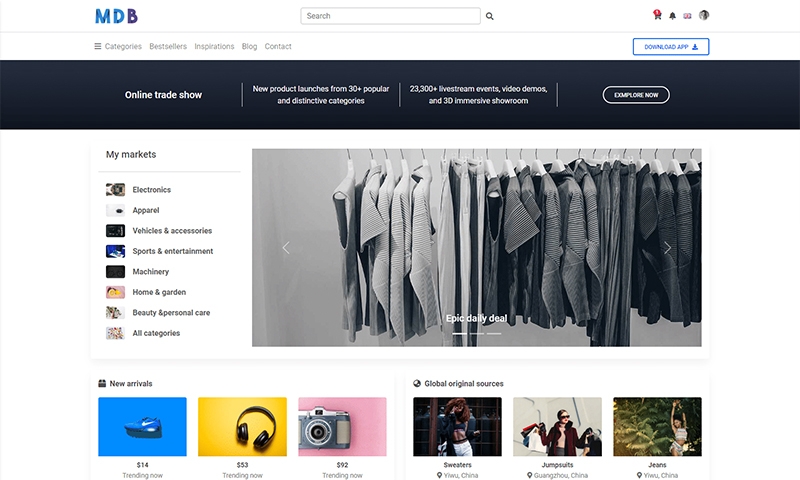 MDB
Search
1
Categories Bestsellers Inspirations Blog Contact
DOWNLOAD APP
Online trade show
New product launches from 30+ popular
and distinctive categories
23,300+ livestream events, video demos,
and 3D immersive showroom
EXMPLORE NOW
My markets
Electronics
Apparel
Vehicles & accessories
Sports & entertainment
Machinery
Home & garden
Beauty &personal care
All categories
Epic daily deal
New arrivals
$14
Trending now
$53
Trending now
$92
Trending now
Global original sources
Sweaters
Yiwu, China
Jumpsuits
Guangzhou, China
Jeans
Yiwu, China